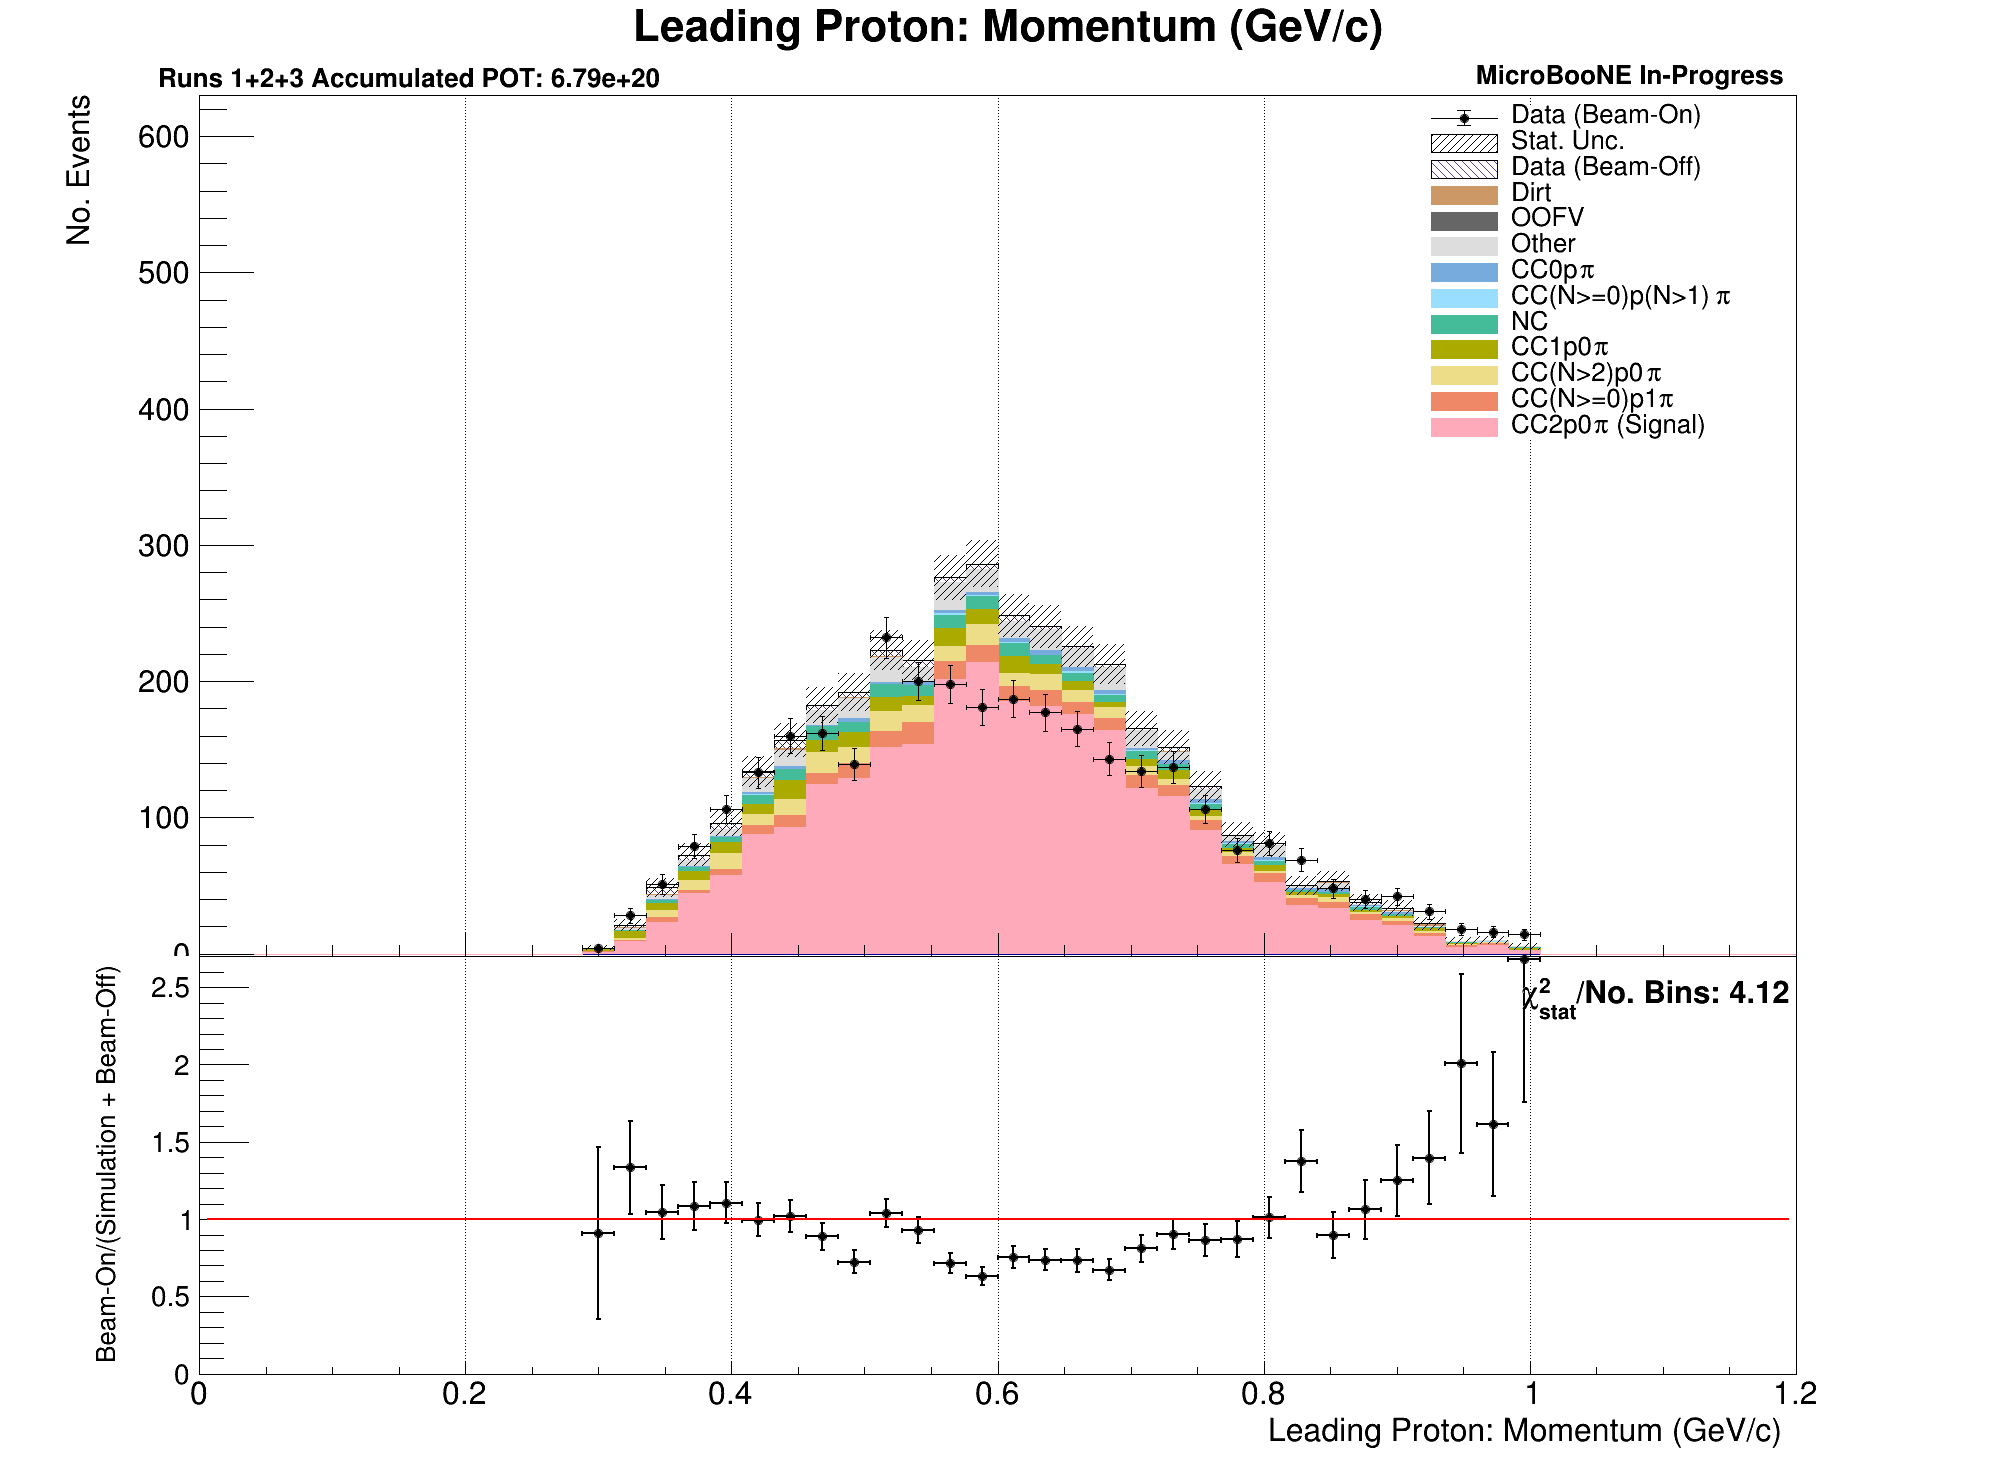 Leading Proton: Momentum (GeV/c)
Runs 1+2+3 Accumulated POT: 6.79e+20
MicroBooNE In-Progress
No. Events
600
500
400
300
200
100
0
Data (Beam-On)
Stat. Unc.
Data (Beam-Off)
Dirt
OOFV
Other
CC0pπ
CC(N>=0)p(N>1) π
NC
CC1p0π
CC(N>2)p0π
CC(N>=0)p1π
CC2p0π (Signal)
Beam-On/(Simulation + Beam-Off)
2.5
2
1.5
1
0.5
0
χ²stat/No. Bins: 4.12
0 0.2 0.4 0.6 0.8 1 1.2
Leading Proton: Momentum (GeV/c)